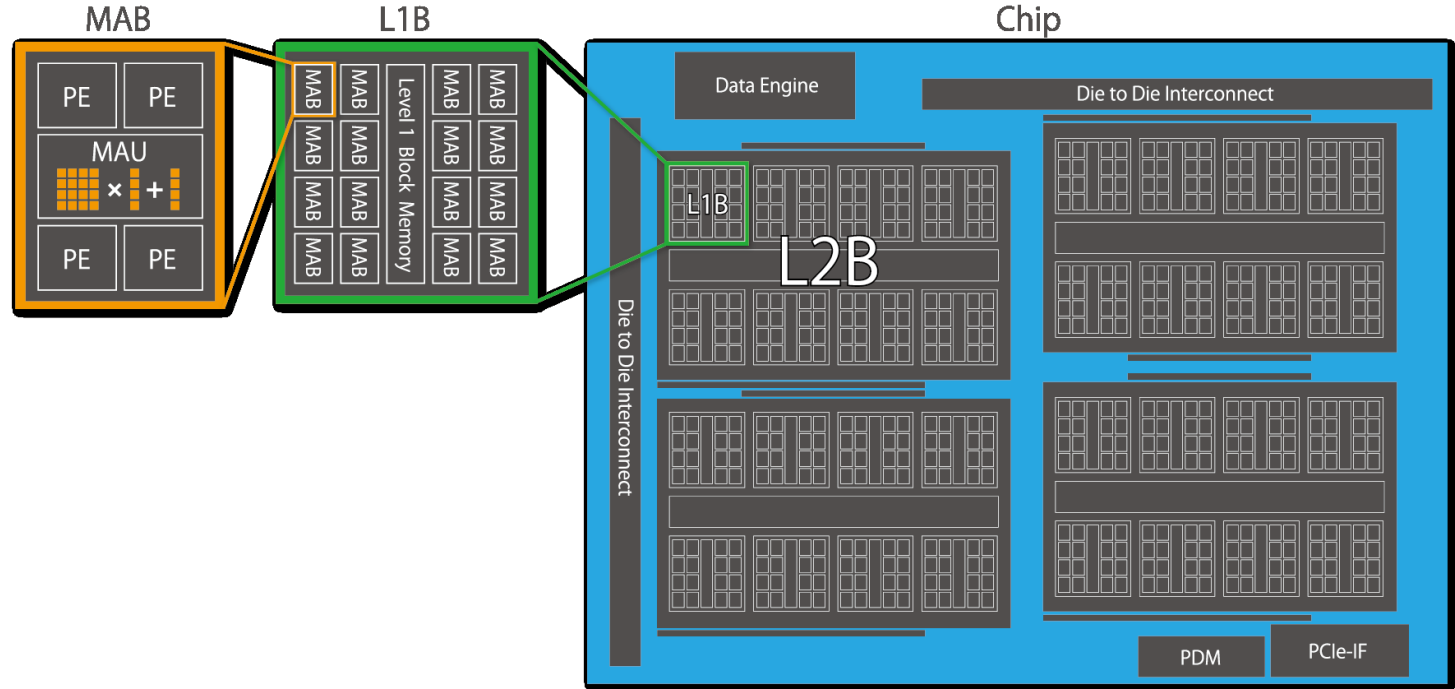 MAB
L1B
Chip
PE
PE
MAU
× +
PE
PE
MAB
MAB
MAB
MAB
MAB
MAB
MAB
MAB
Level 1 Block Memory
MAB
MAB
MAB
MAB
MAB
MAB
MAB
MAB
Data Engine
Die to Die Interconnect
L1B
L2B
Die to Die Interconnect
PDM
PCIe-IF